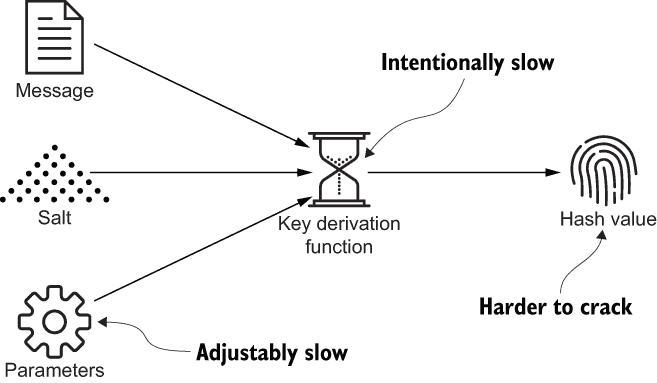 Message
Intentionally slow
Salt
Key derivation
function
Hash value
Harder to crack
Adjustably slow
Parameters